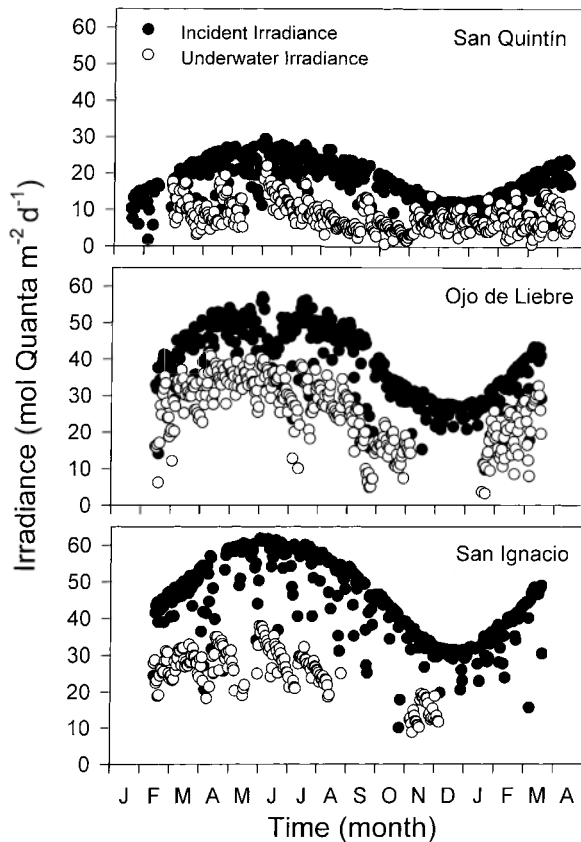 Incident Irradiance
Underwater Irradiance
San Quintín
60
50
40
30
20
10
0
Ojo de Liebre
60
50
40
30
20
10
0
San Ignacio
60
50
40
30
20
10
0
Irradiance (mol Quanta m⁻² d⁻¹)
J F M A M J J A S O N D J F M A
Time (month)